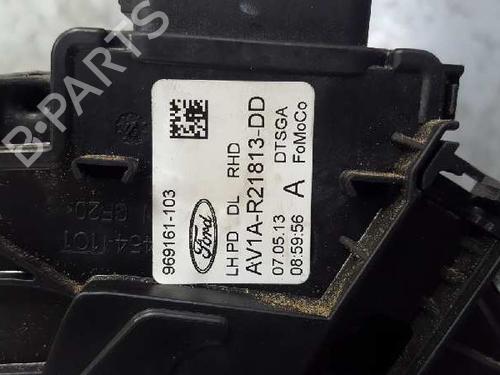 B-PARTS
969161-103
Ford
LH PD DL RHD
AV1A-R21813-DD
07.05.13 DTSGA
08:59:56 A FoMoCo